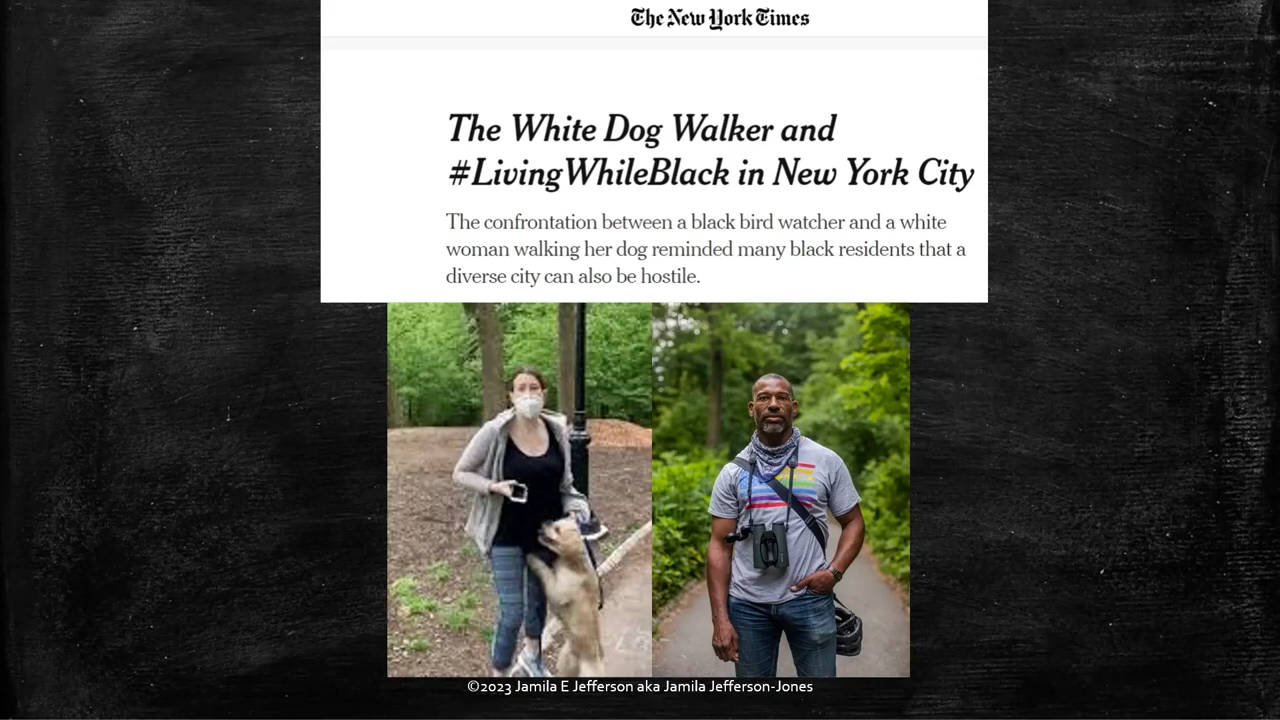 The New York Times
The White Dog Walker and
#LivingWhileBlack in New York City
The confrontation between a black bird watcher and a white
woman walking her dog reminded many black residents that a
diverse city can also be hostile.
©2023 Jamila E Jefferson aka Jamila Jefferson-Jones